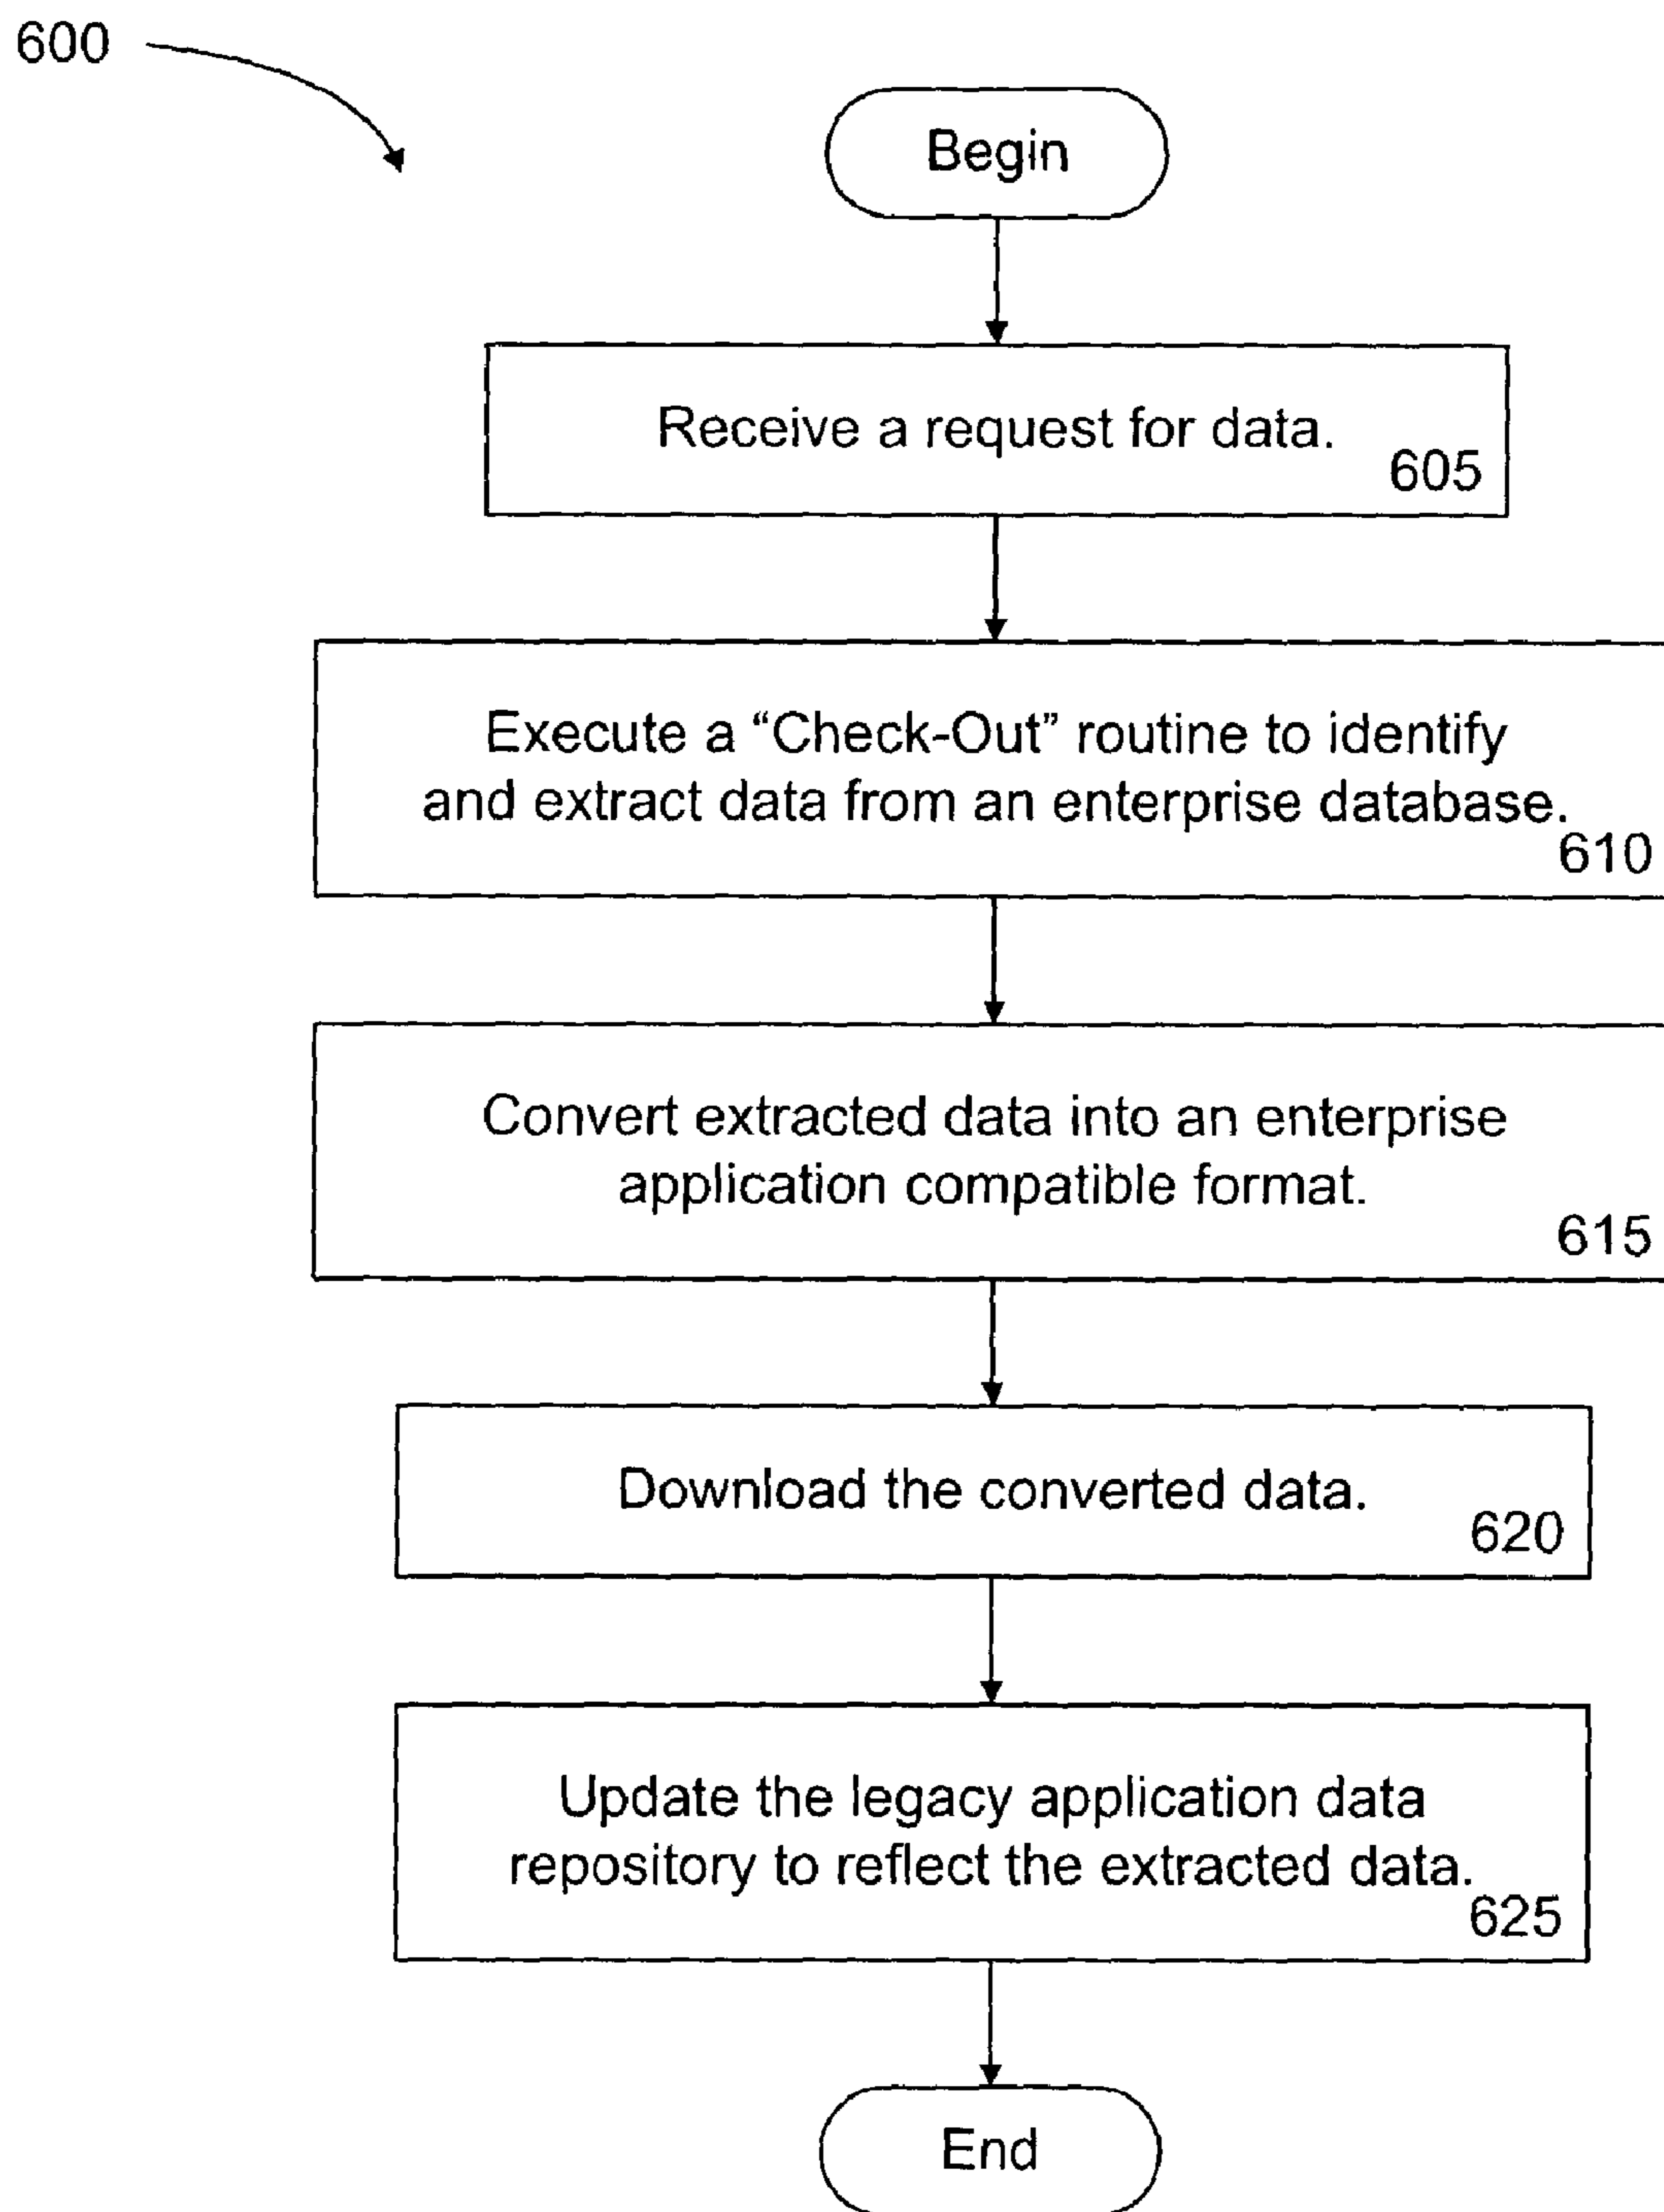 600
Begin
Receive a request for data.
605
Execute a “Check-Out” routine to identify
and extract data from an enterprise database.
610
Convert extracted data into an enterprise
application compatible format.
615
Download the converted data.
620
Update the legacy application data
repository to reflect the extracted data.
625
End